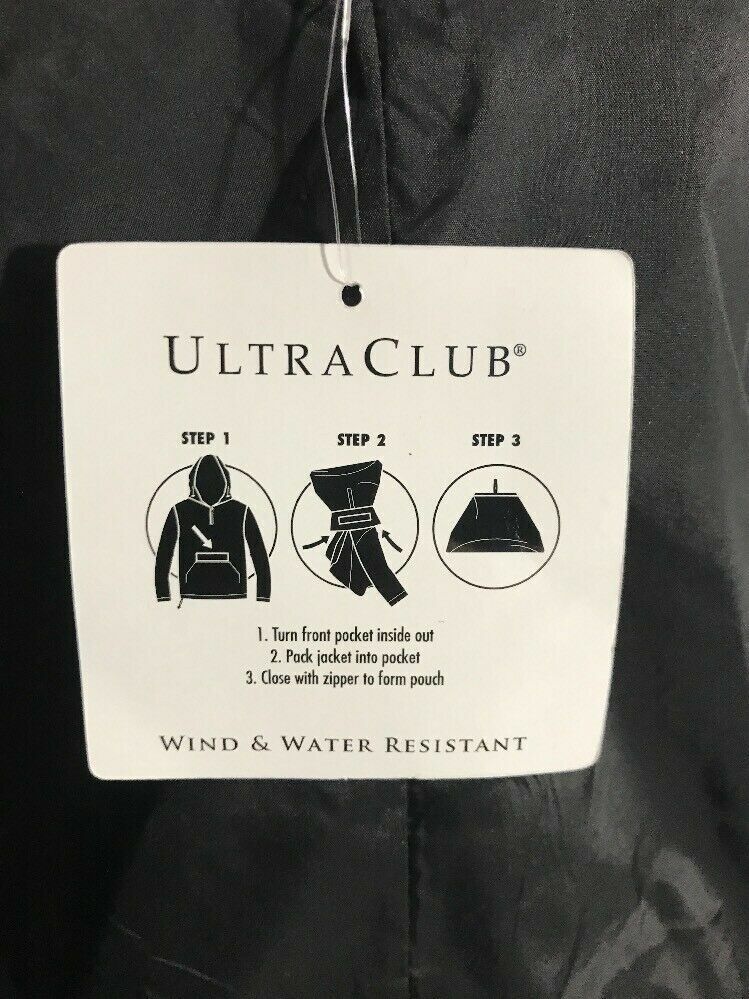 ULTRACLUB®
STEP 1 STEP 2 STEP 3
1. Turn front pocket inside out
2. Pack jacket into pocket
3. Close with zipper to form pouch
WIND & WATER RESISTANT